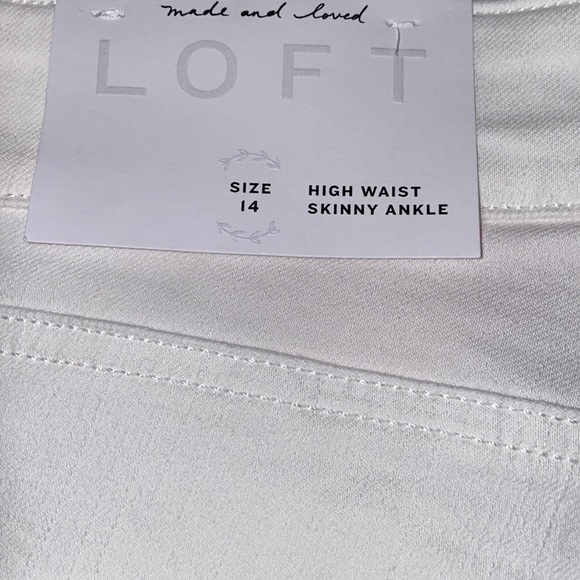 made and loved
LOFT
SIZE HIGH WAIST
14 SKINNY ANKLE